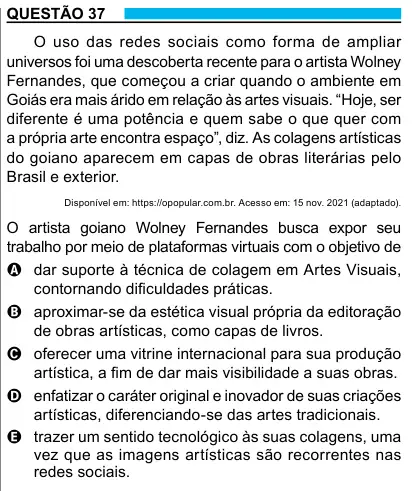 QUESTÃO 37
O uso das redes sociais como forma de ampliar
universos foi uma descoberta recente para o artista Wolney
Fernandes, que começou a criar quando o ambiente em
Goiás era mais árido em relação às artes visuais. “Hoje, ser
diferente é uma potência e quem sabe o que quer com
a própria arte encontra espaço”, diz. As colagens artísticas
do goiano aparecem em capas de obras literárias pelo
Brasil e exterior.
Disponível em: https://opopular.com.br. Acesso em: 15 nov. 2021 (adaptado).
O artista goiano Wolney Fernandes busca expor seu
trabalho por meio de plataformas virtuais com o objetivo de
A dar suporte à técnica de colagem em Artes Visuais,
contornando dificuldades práticas.
B aproximar-se da estética visual própria da editoração
de obras artísticas, como capas de livros.
C oferecer uma vitrine internacional para sua produção
artística, a fim de dar mais visibilidade a suas obras.
D enfatizar o caráter original e inovador de suas criações
artísticas, diferenciando-se das artes tradicionais.
E trazer um sentido tecnológico às suas colagens, uma
vez que as imagens artísticas são recorrentes nas
redes sociais.